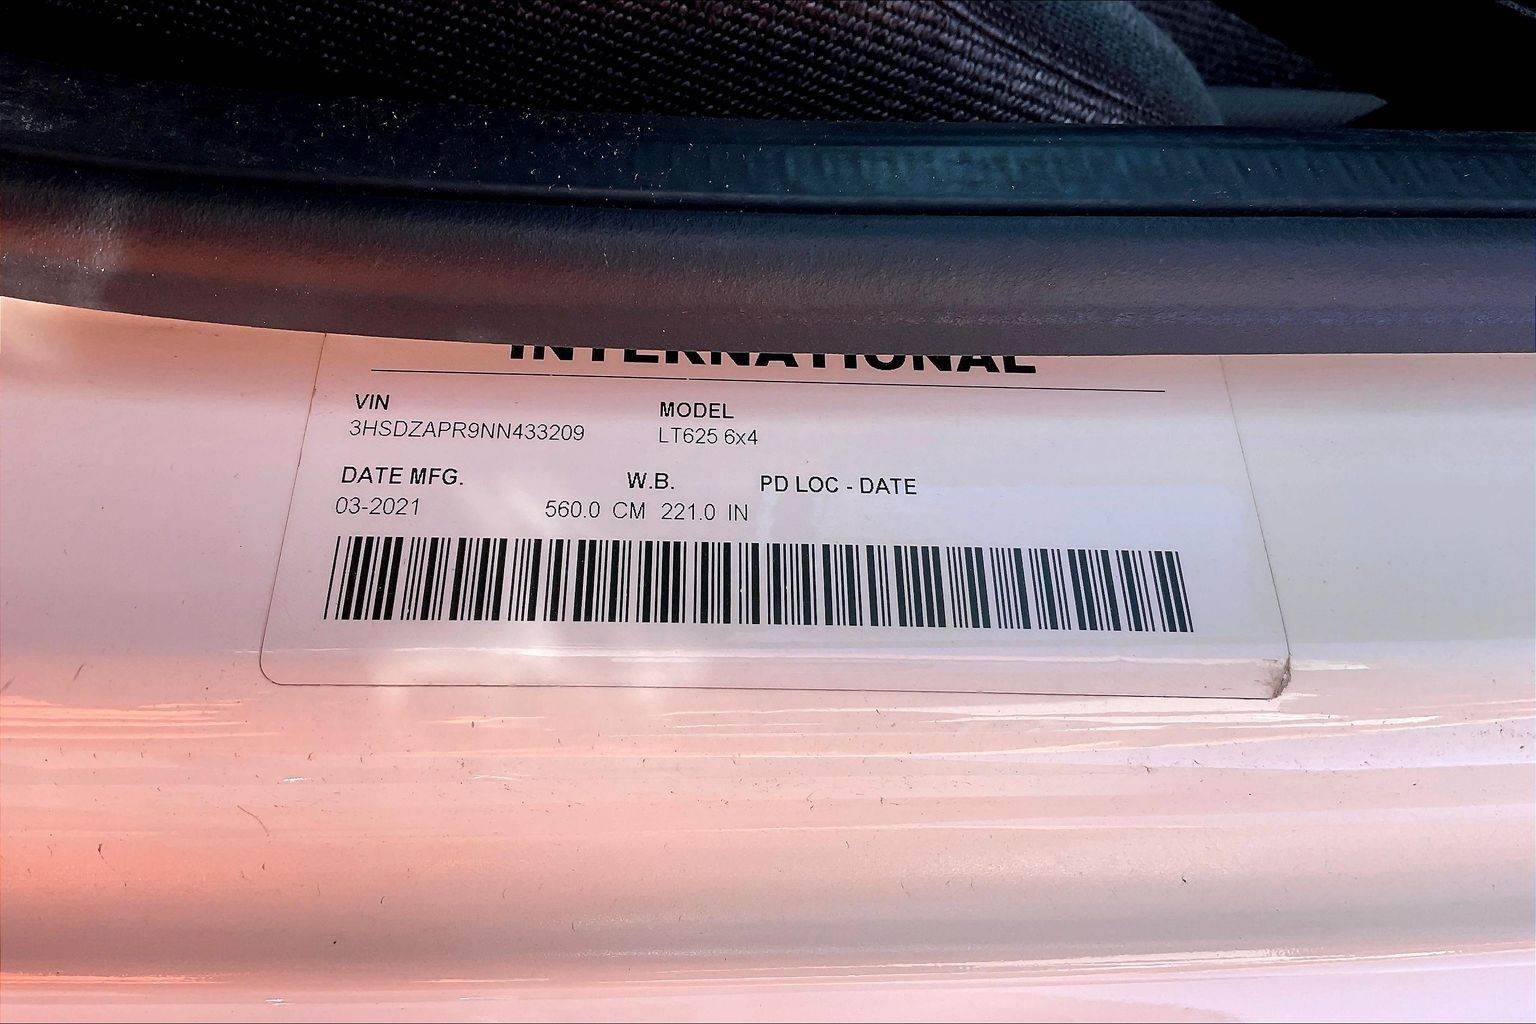 INTERNATIONAL
VIN MODEL
3HSDZAPR9NN433209 LT625 6x4
DATE MFG. W.B. PD LOC - DATE
03-2021 560.0 CM 221.0 IN